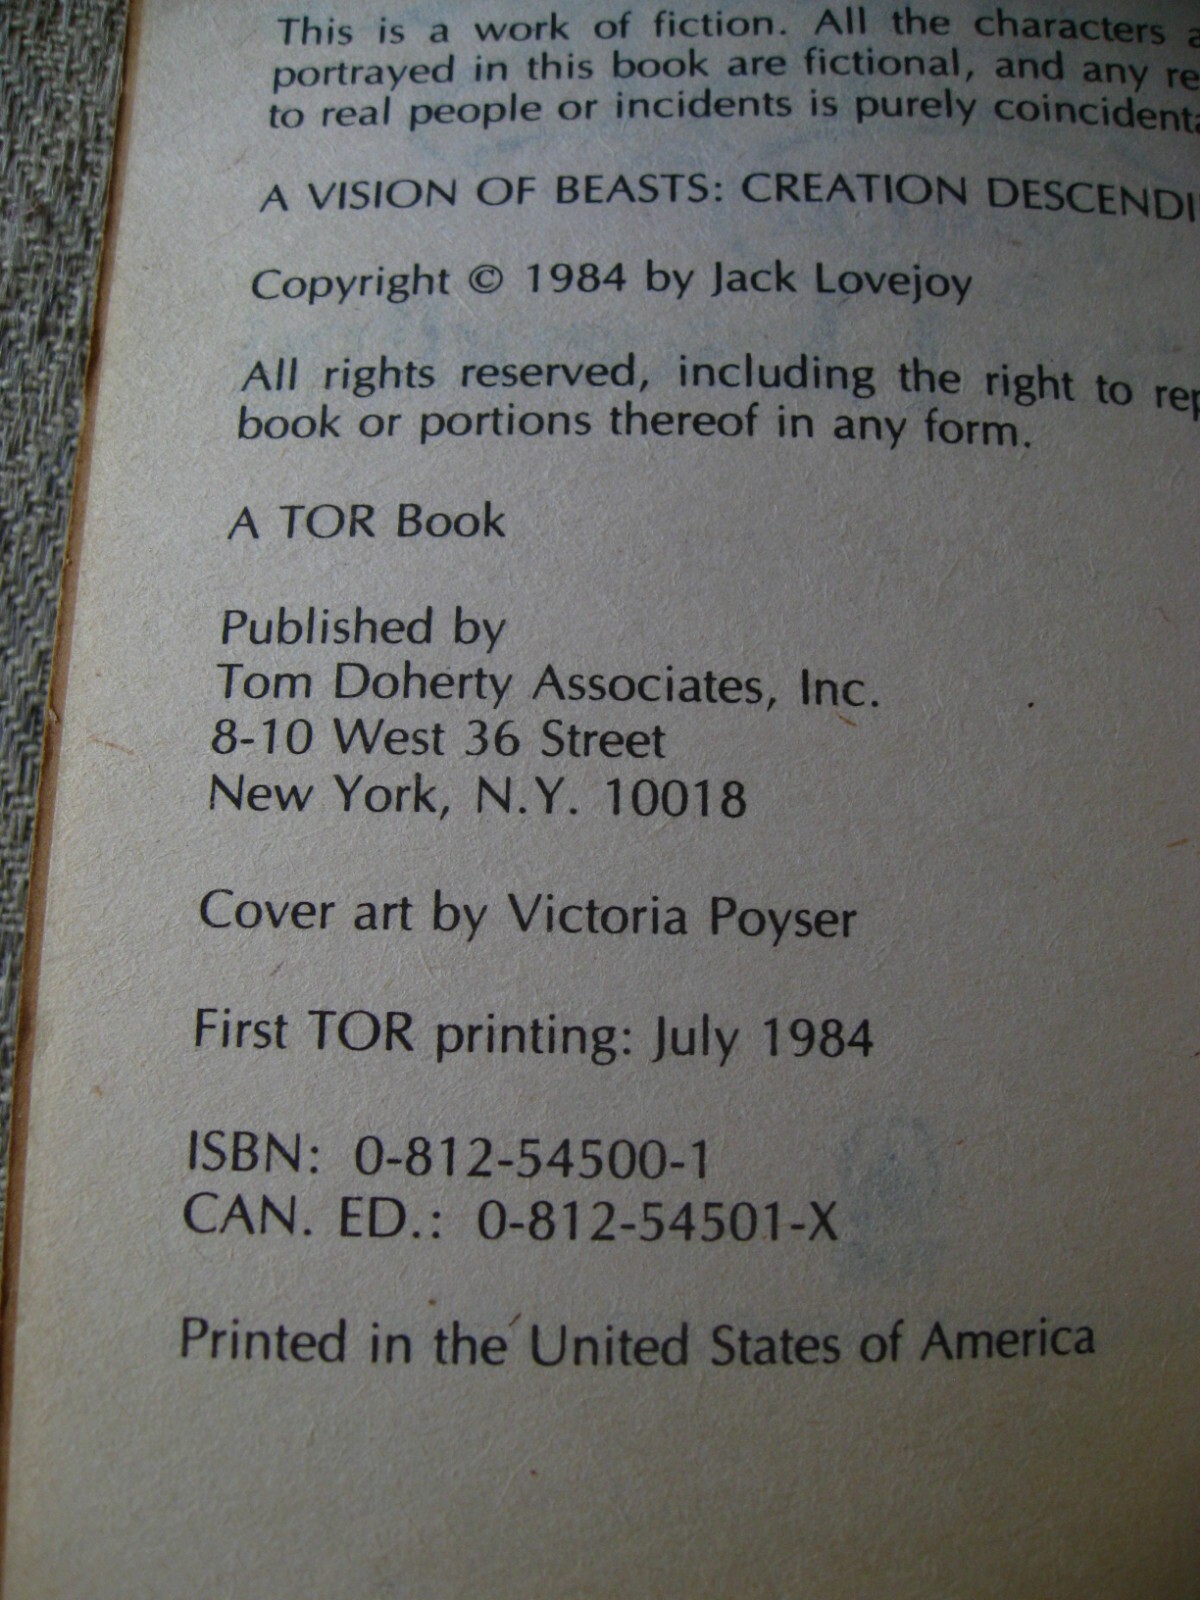 This is a work of fiction. All the characters
portrayed in this book are fictional, and any
to real people or incidents is purely
A VISION OF BEASTS: CREATION
Copyright © 1984 by Jack Lovejoy
All rights reserved, including the right to
book or portions thereof in any form.
A TOR Book
Published by
Tom Doherty Associates, Inc.
8-10 West 36 Street
New York, N.Y. 10018
Cover art by Victoria Poyser
First TOR printing: July 1984
ISBN: 0-812-54500-1
CAN. ED.: 0-812-54501-X
Printed in the United States of America